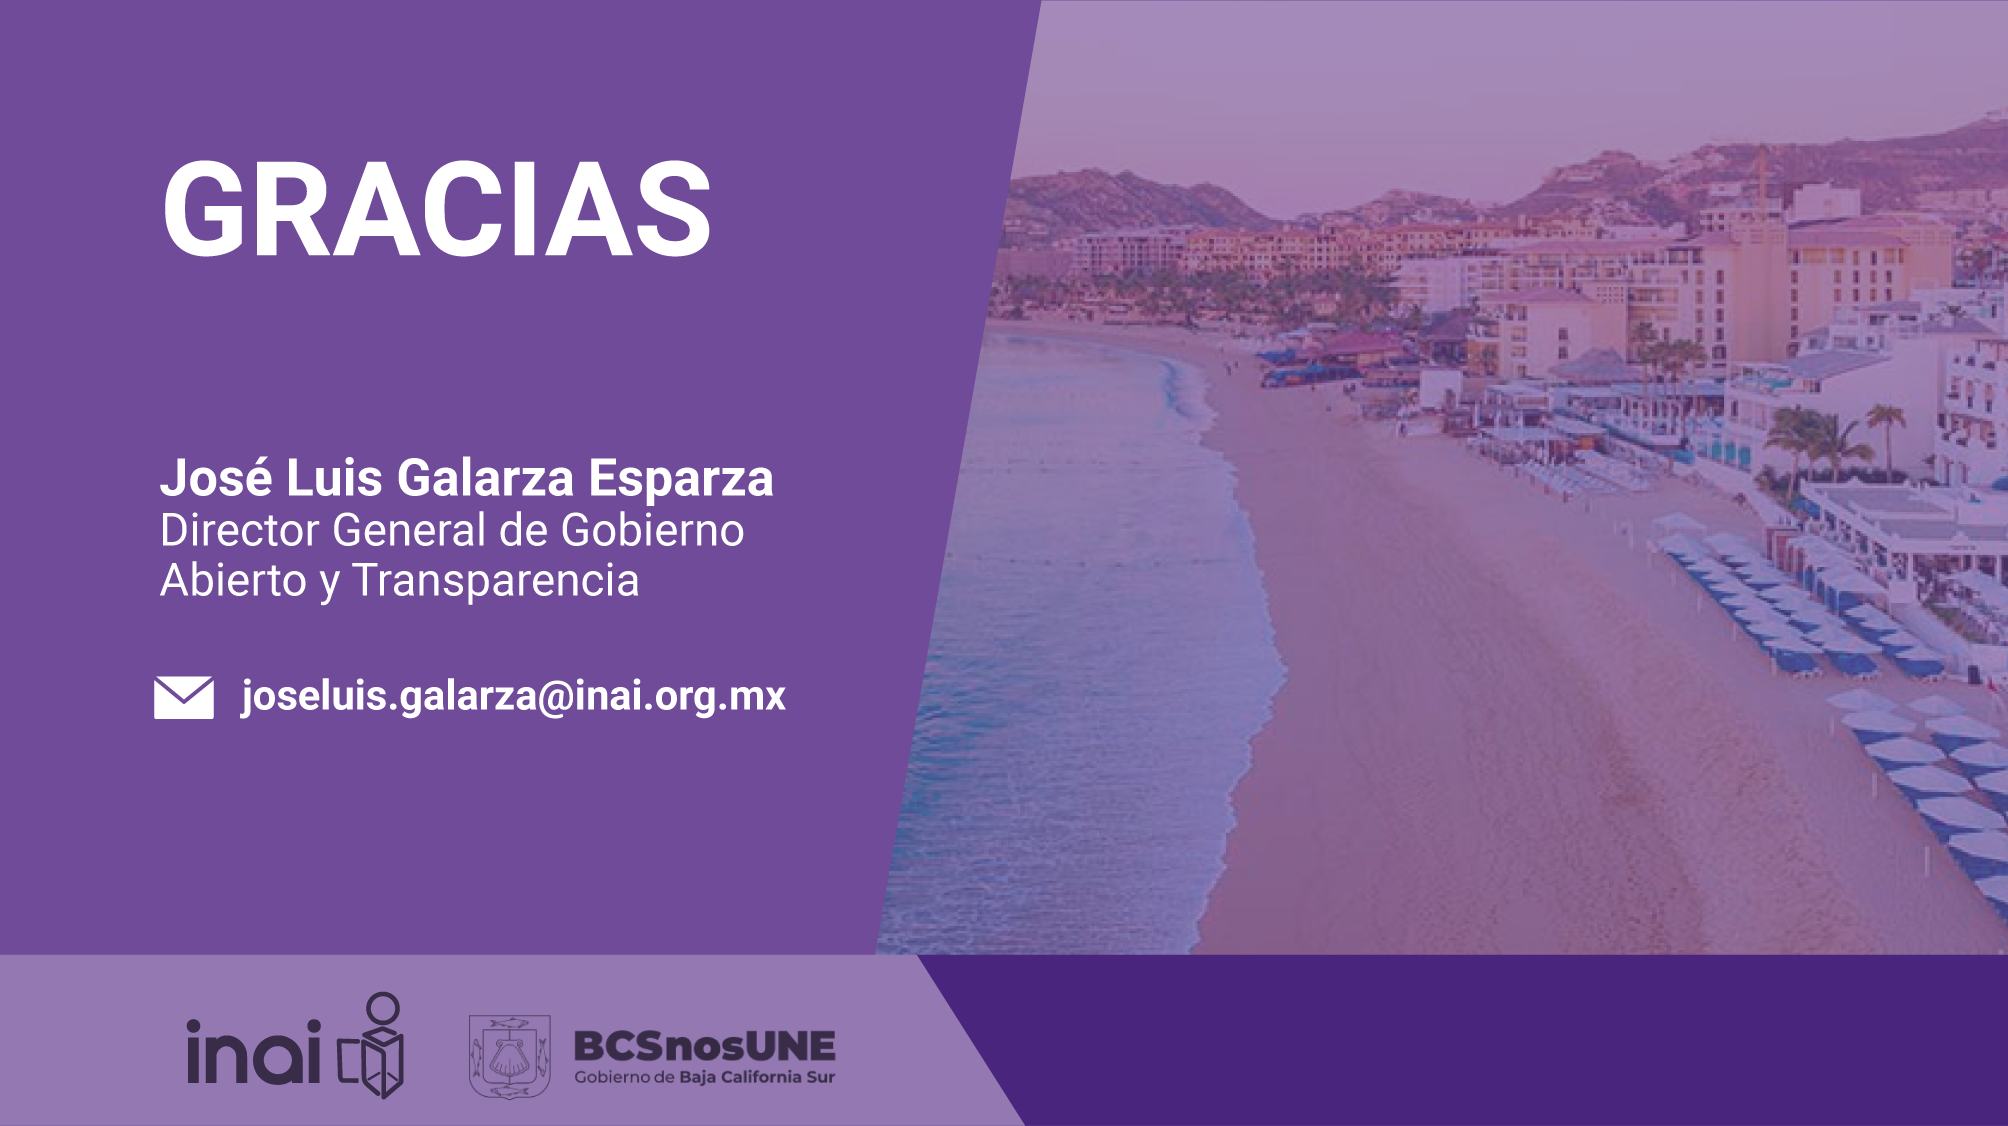 GRACIAS
José Luis Galarza Esparza
Director General de Gobierno
Abierto y Transparencia
joseluis.galarza@inai.org.mx
inai
BCSnosUNE
Gobierno de Baja California Sur